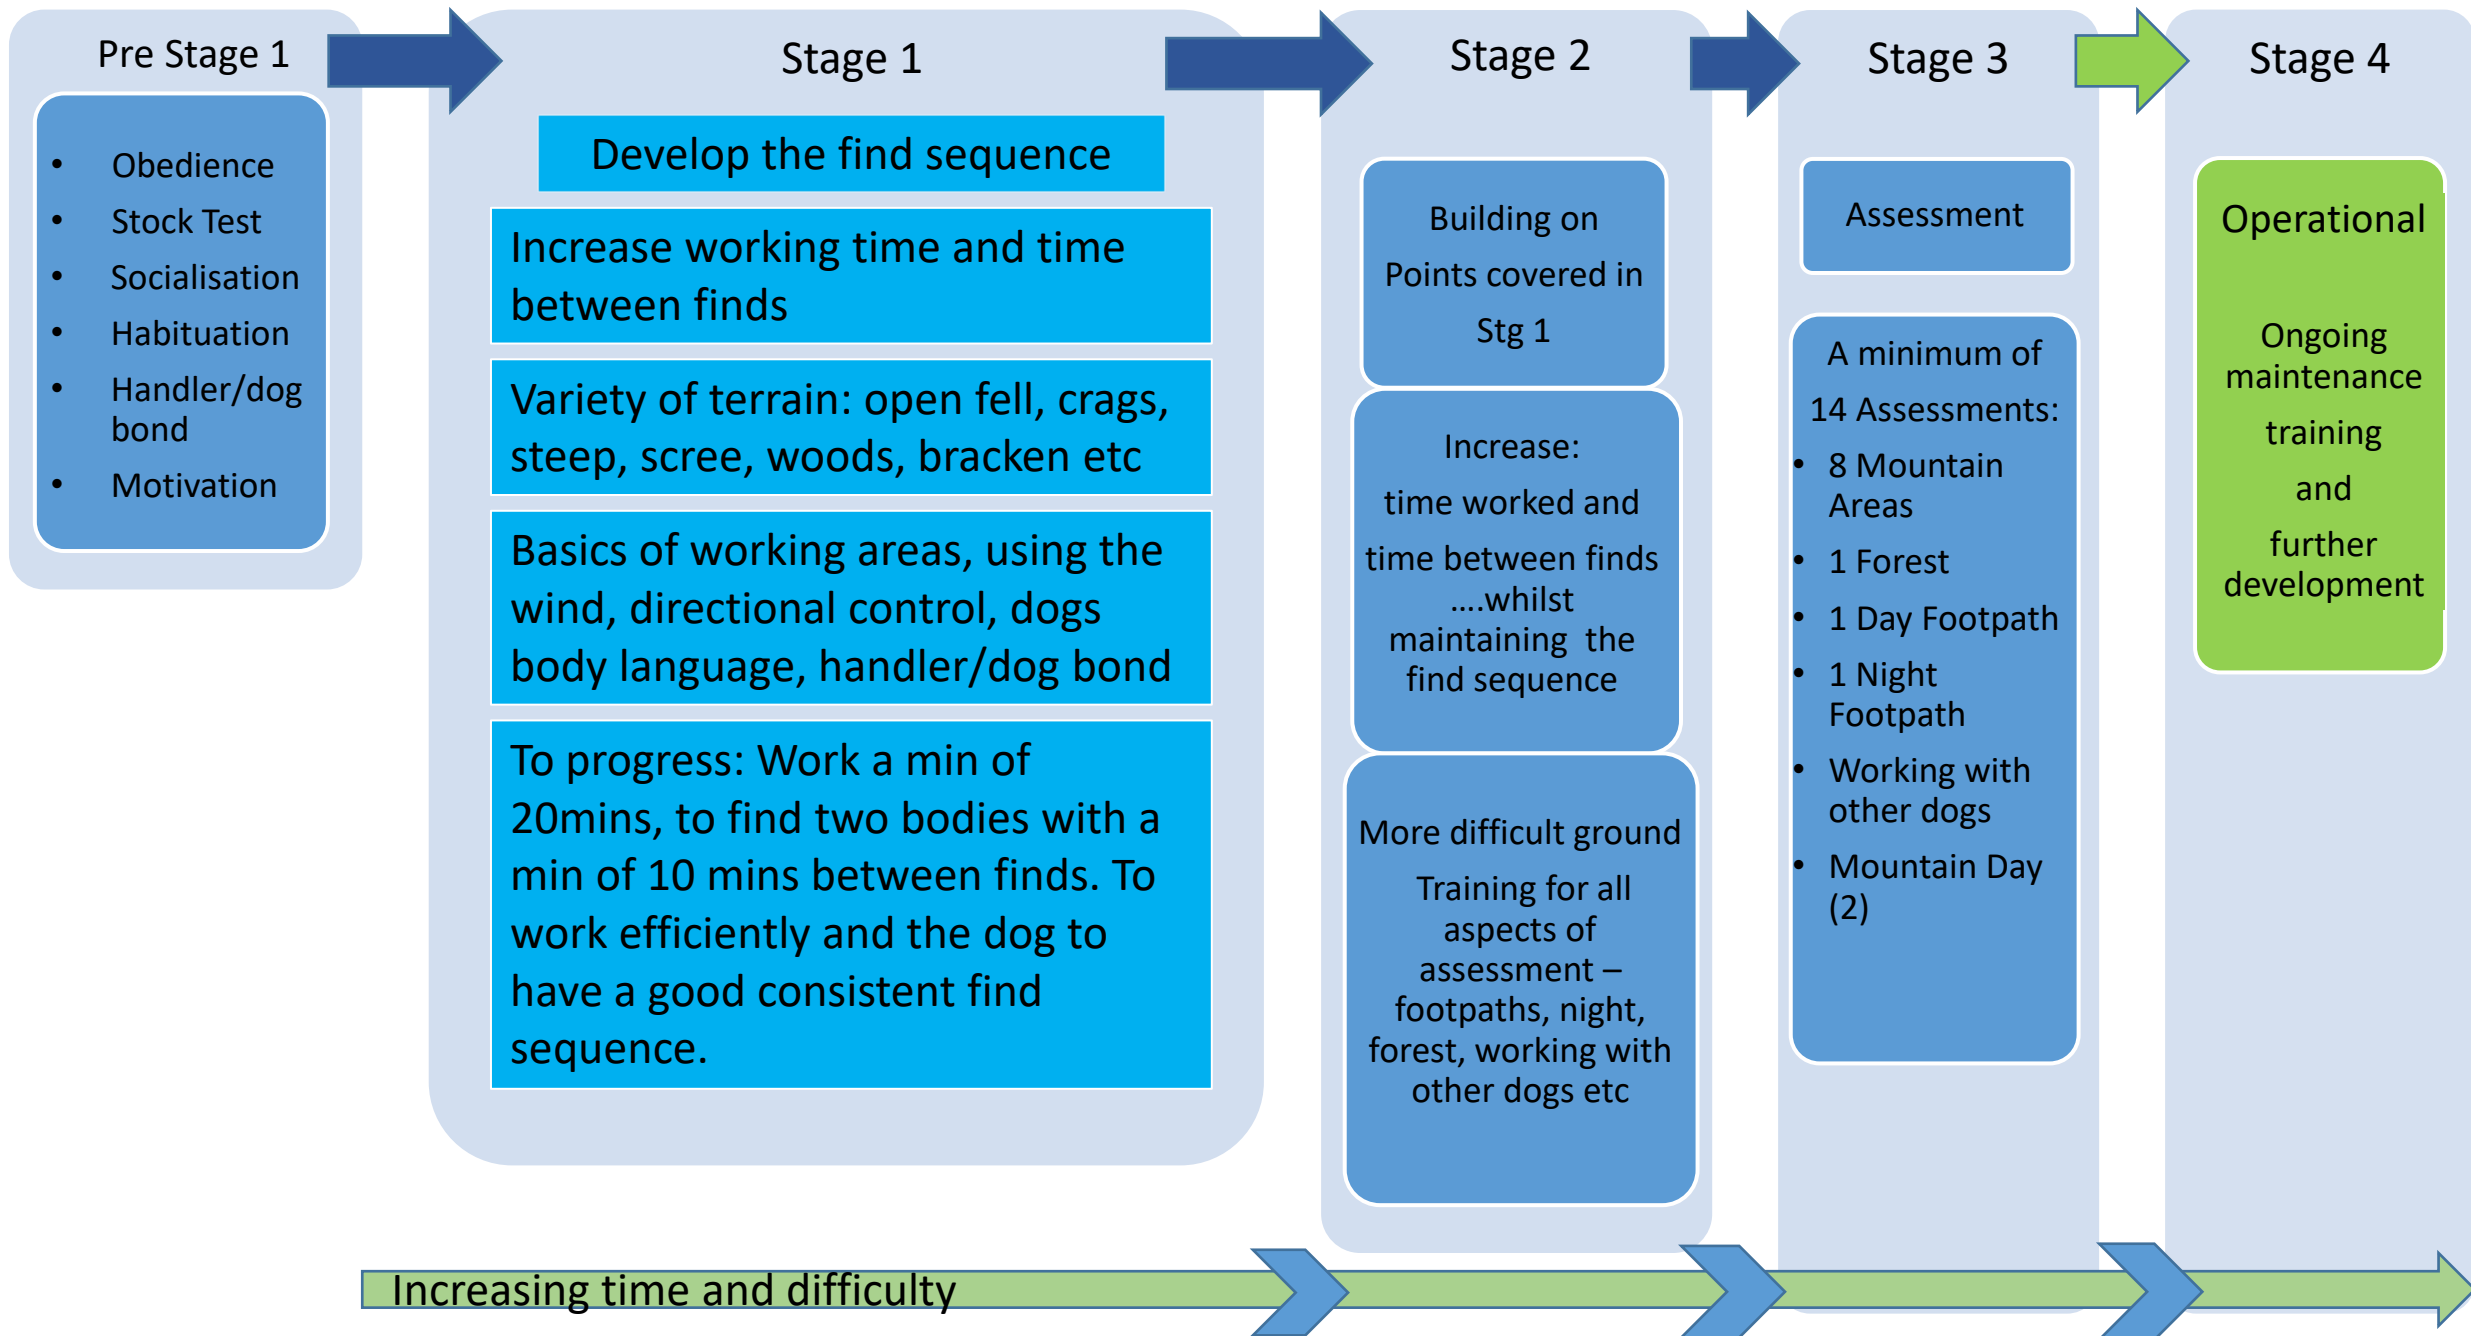 Pre Stage 1
• Obedience
• Stock Test
• Socialisation
• Habituation
• Handler/dog
bond
• Motivation
Stage 1
Develop the find sequence
Increase working time and time
between finds
Variety of terrain: open fell, crags,
steep, scree, woods, bracken etc
Basics of working areas, using the
wind, directional control, dogs
body language, handler/dog bond
To progress: Work a min of
20mins, to find two bodies with a
min of 10 mins between finds. To
work efficiently and the dog to
have a good consistent find
sequence.
Stage 2
Building on
Points covered in
Stg 1
Increase:
time worked and
time between finds
....whilst
maintaining the
find sequence
More difficult ground
Training for all
aspects of
assessment –
footpaths, night,
forest, working with
other dogs etc
Stage 3
Assessment
A minimum of
14 Assessments:
• 8 Mountain
Areas
• 1 Forest
• 1 Day Footpath
• 1 Night
Footpath
• Working with
other dogs
• Mountain Day
(2)
Stage 4
Operational
Ongoing
maintenance
training
and
further
development
Increasing time and difficulty